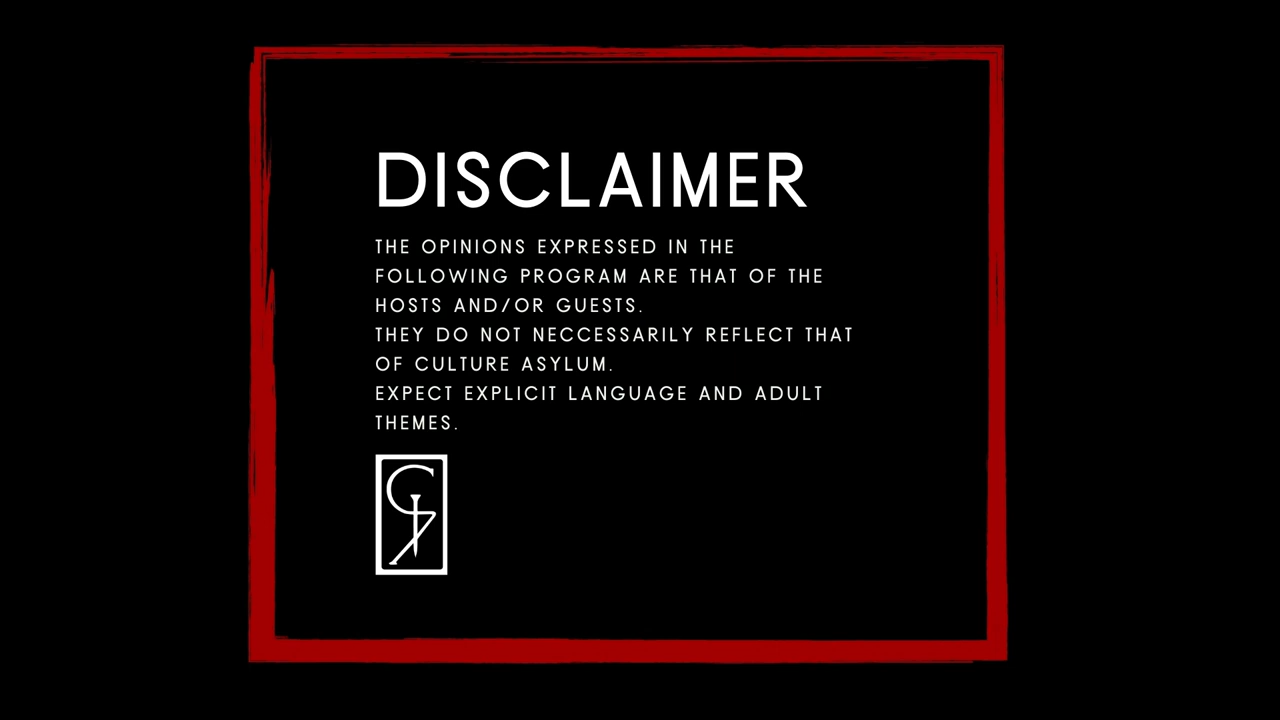 DISCLAIMER
THE OPINIONS EXPRESSED IN THE
FOLLOWING PROGRAM ARE THAT OF THE
HOSTS AND/OR GUESTS.
THEY DO NOT NECCESSARILY REFLECT THAT
OF CULTURE ASYLUM.
EXPECT EXPLICIT LANGUAGE AND ADULT
THEMES.